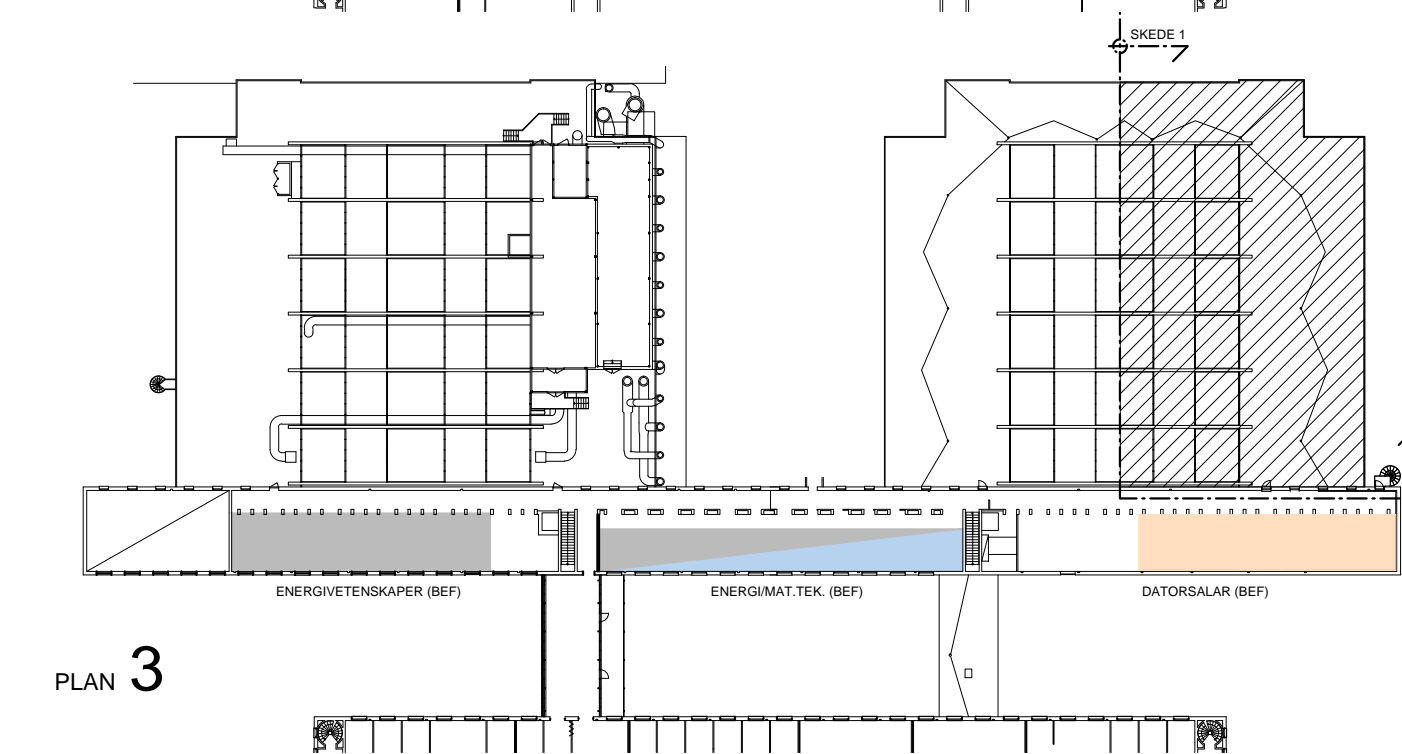 SKEDE 1
ENERGIVETENSKAPER (BEF)
ENERGI/MAT.TEK. (BEF)
DATORSALAR (BEF)
PLAN 3